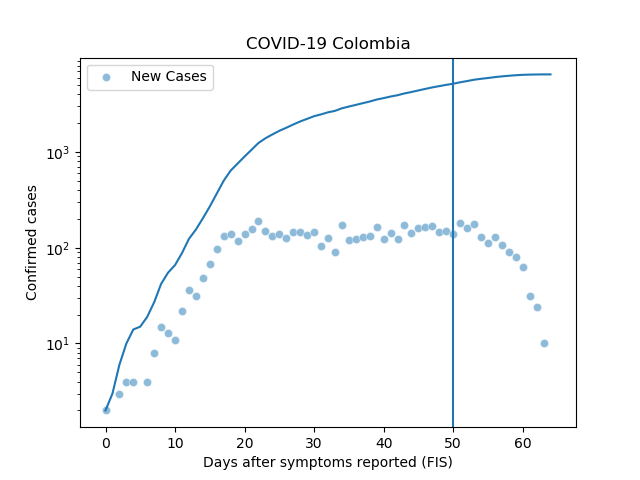 COVID-19 Colombia
New Cases
Confirmed cases
10³
10²
10¹
0 10 20 30 40 50 60
Days after symptoms reported (FIS)